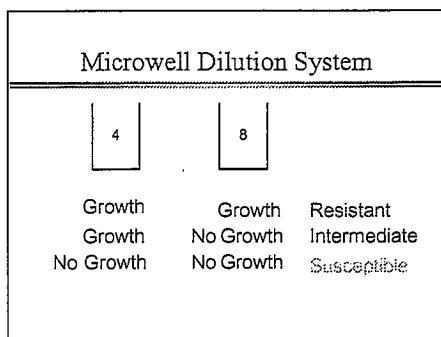 Microwell Dilution System
4 8
Growth Growth Resistant
Growth No Growth Intermediate
No Growth No Growth Susceptible